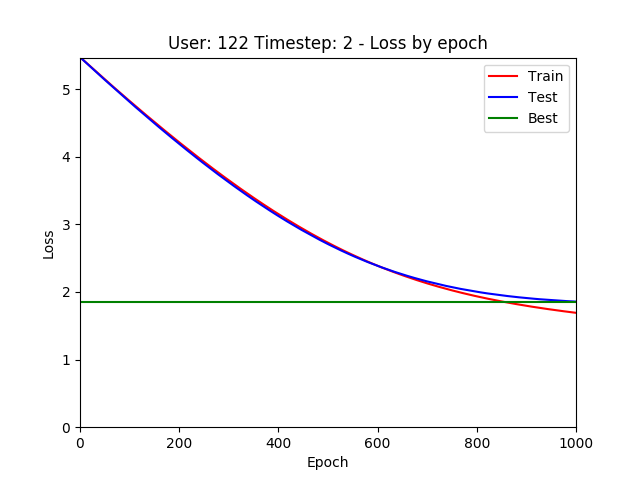 User: 122 Timestep: 2 - Loss by epoch
Train
Test
Best
5
4
3
2
1
0
Loss
0 200 400 600 800 1000
Epoch